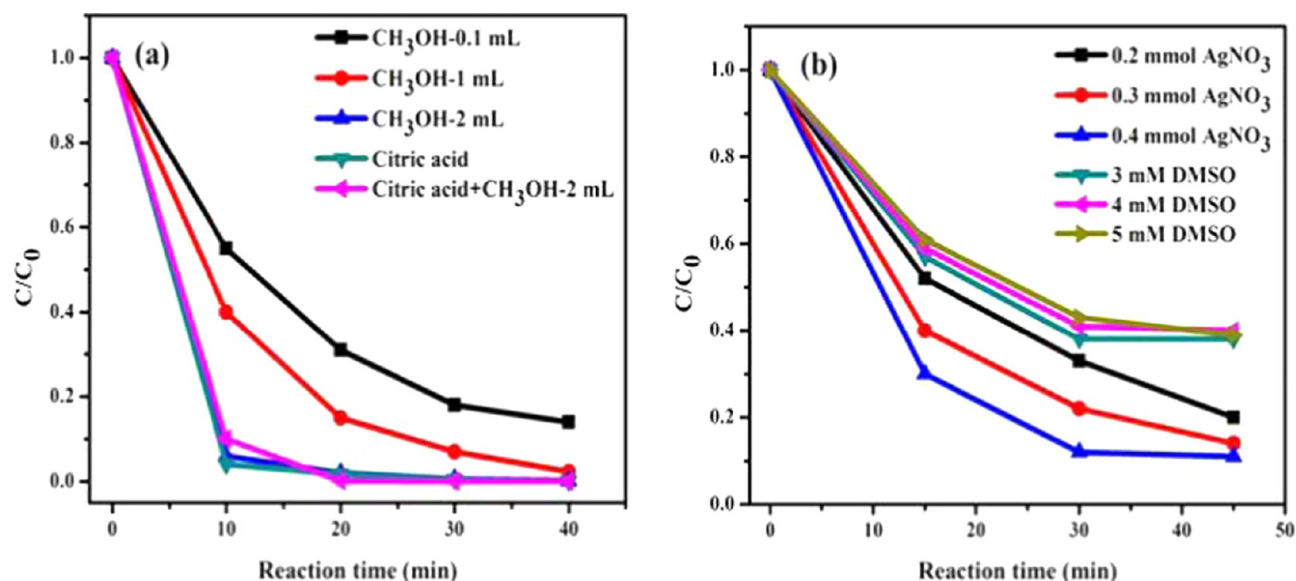 (a)
CH₃OH-0.1 mL
CH₃OH-1 mL
CH₃OH-2 mL
Citric acid
Citric acid+CH₃OH-2 mL
1.0
0.8
0.6
0.4
0.2
0.0
C/C₀
0 10 20 30 40
Reaction time (min)
(b)
0.2 mmol AgNO₃
0.3 mmol AgNO₃
0.4 mmol AgNO₃
3 mM DMSO
4 mM DMSO
5 mM DMSO
1.0
0.8
0.6
0.4
0.2
0.0
C/C₀
0 10 20 30 40 50
Reaction time (min)